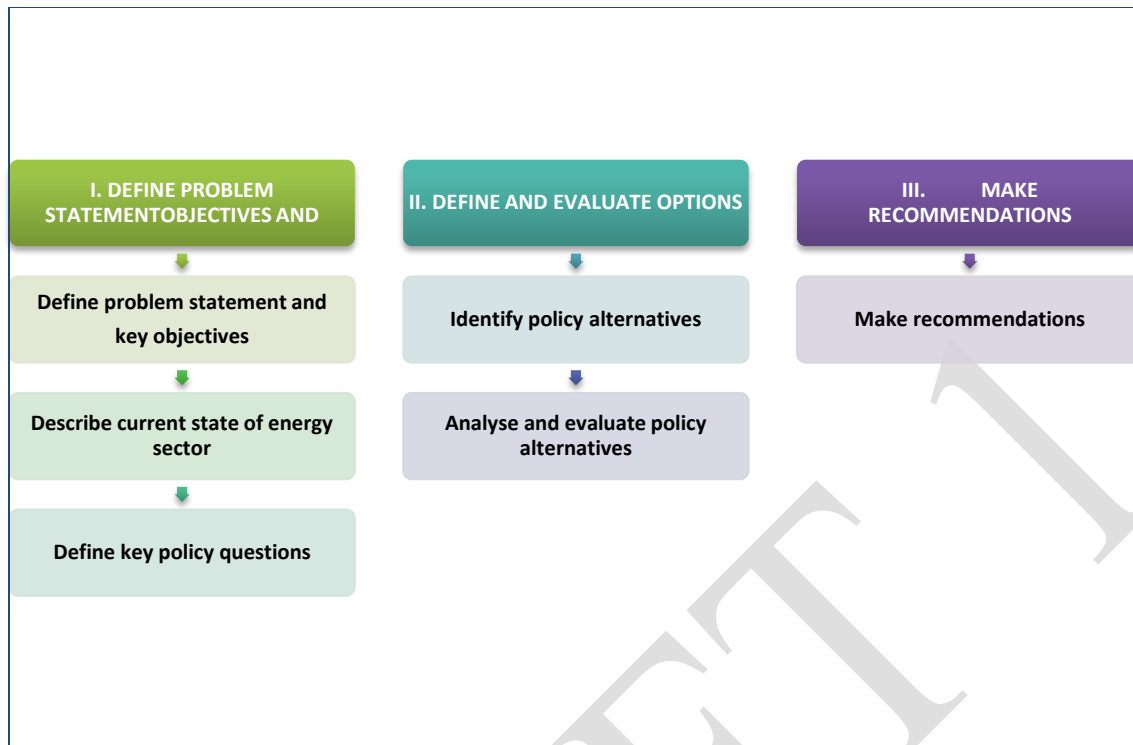 I. DEFINE PROBLEM
STATEMENTOBJECTIVES AND
Define problem statement and
key objectives
Describe current state of energy
sector
Define key policy questions
II. DEFINE AND EVALUATE OPTIONS
Identify policy alternatives
Analyse and evaluate policy
alternatives
III. MAKE
RECOMMENDATIONS
Make recommendations